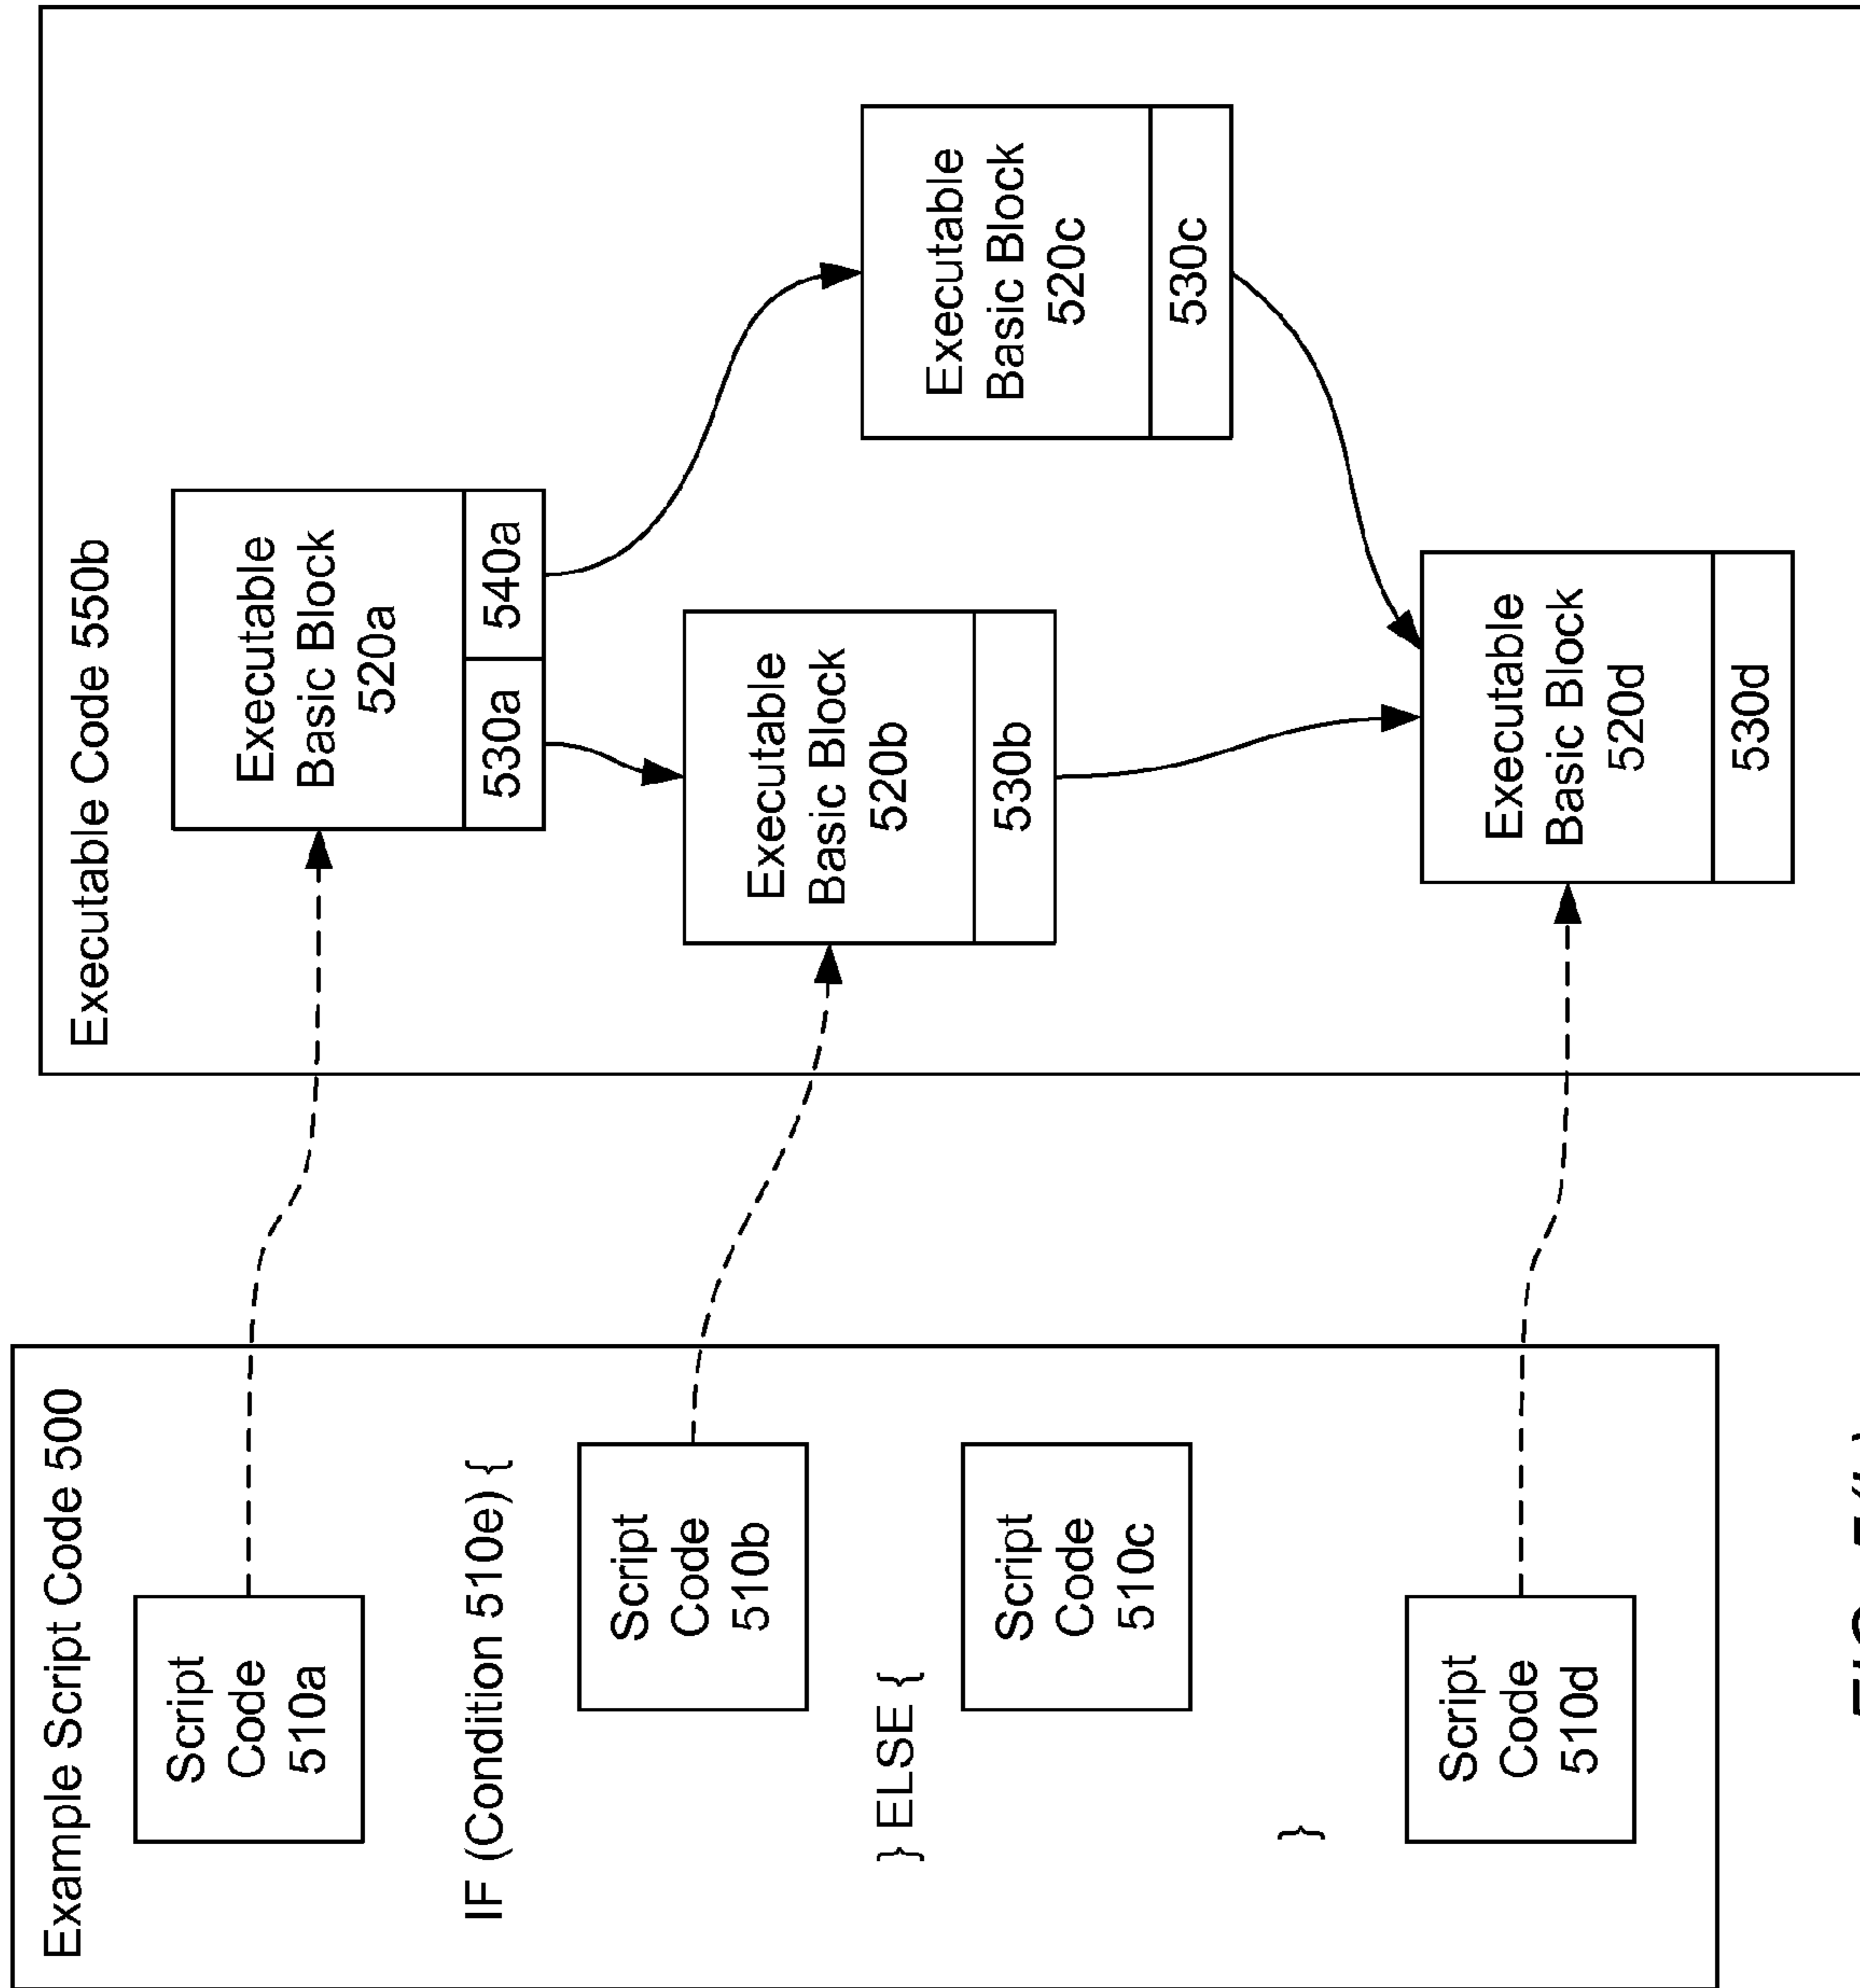 Example Script Code 500
Script
Code
510a
IF (Condition 510e) {
Script
Code
510b
} ELSE {
Script
Code
510c
}
Script
Code
510d
Executable Code 550b
Executable
Basic Block
520a
530a
540a
Executable
Basic Block
520b
530b
Executable
Basic Block
520c
530c
Executable
Basic Block
520d
530d